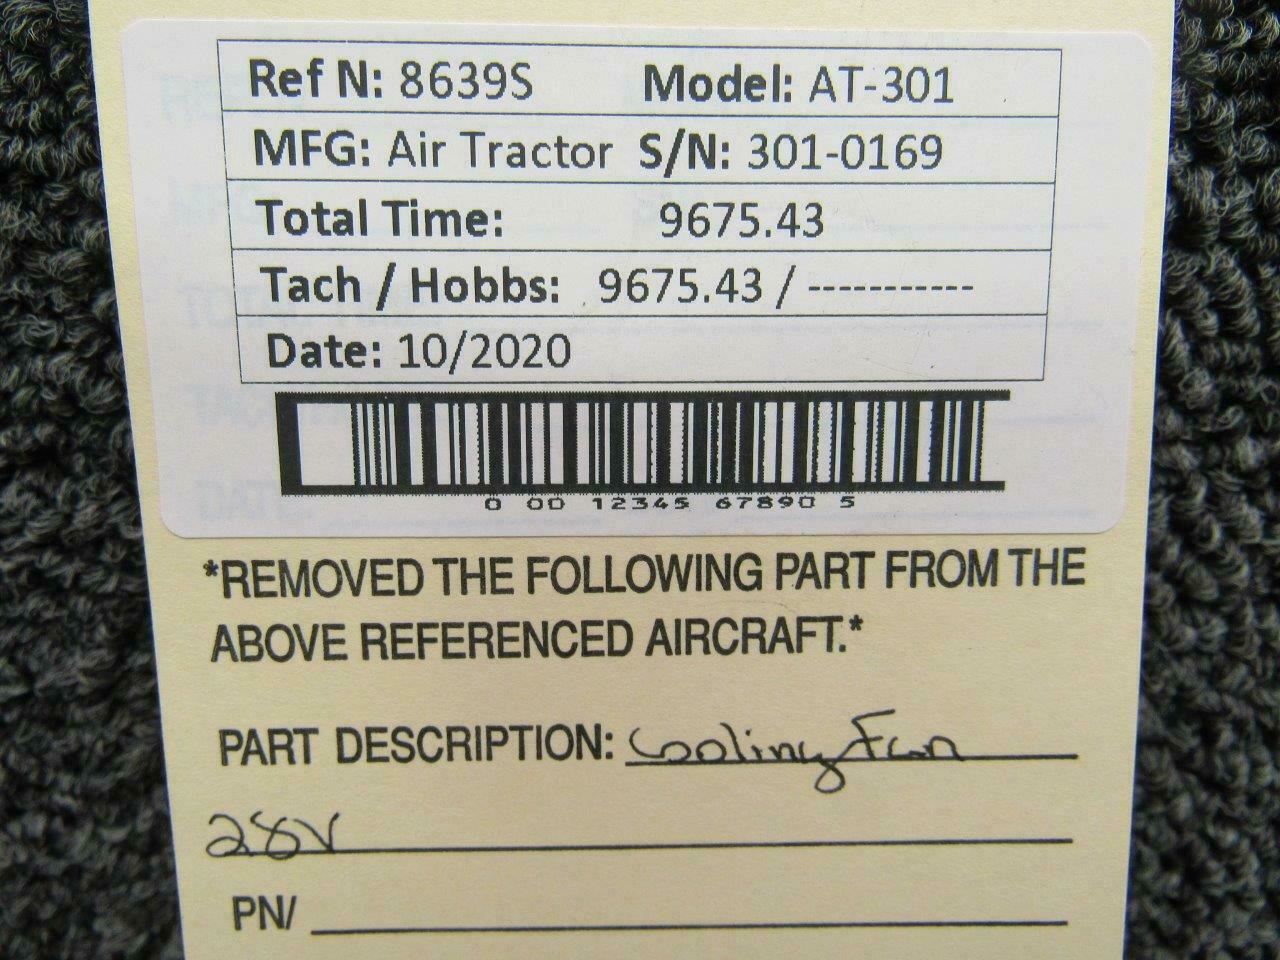 Ref N: 8639S Model: AT-301
MFG: Air Tractor S/N: 301-0169
Total Time: 9675.43
Tach / Hobbs: 9675.43 / -----------
Date: 10/2020
0 00 12345 67890 5
*REMOVED THE FOLLOWING PART FROM THE
ABOVE REFERENCED AIRCRAFT.*
PART DESCRIPTION: Cooling Fan
28V
PN/